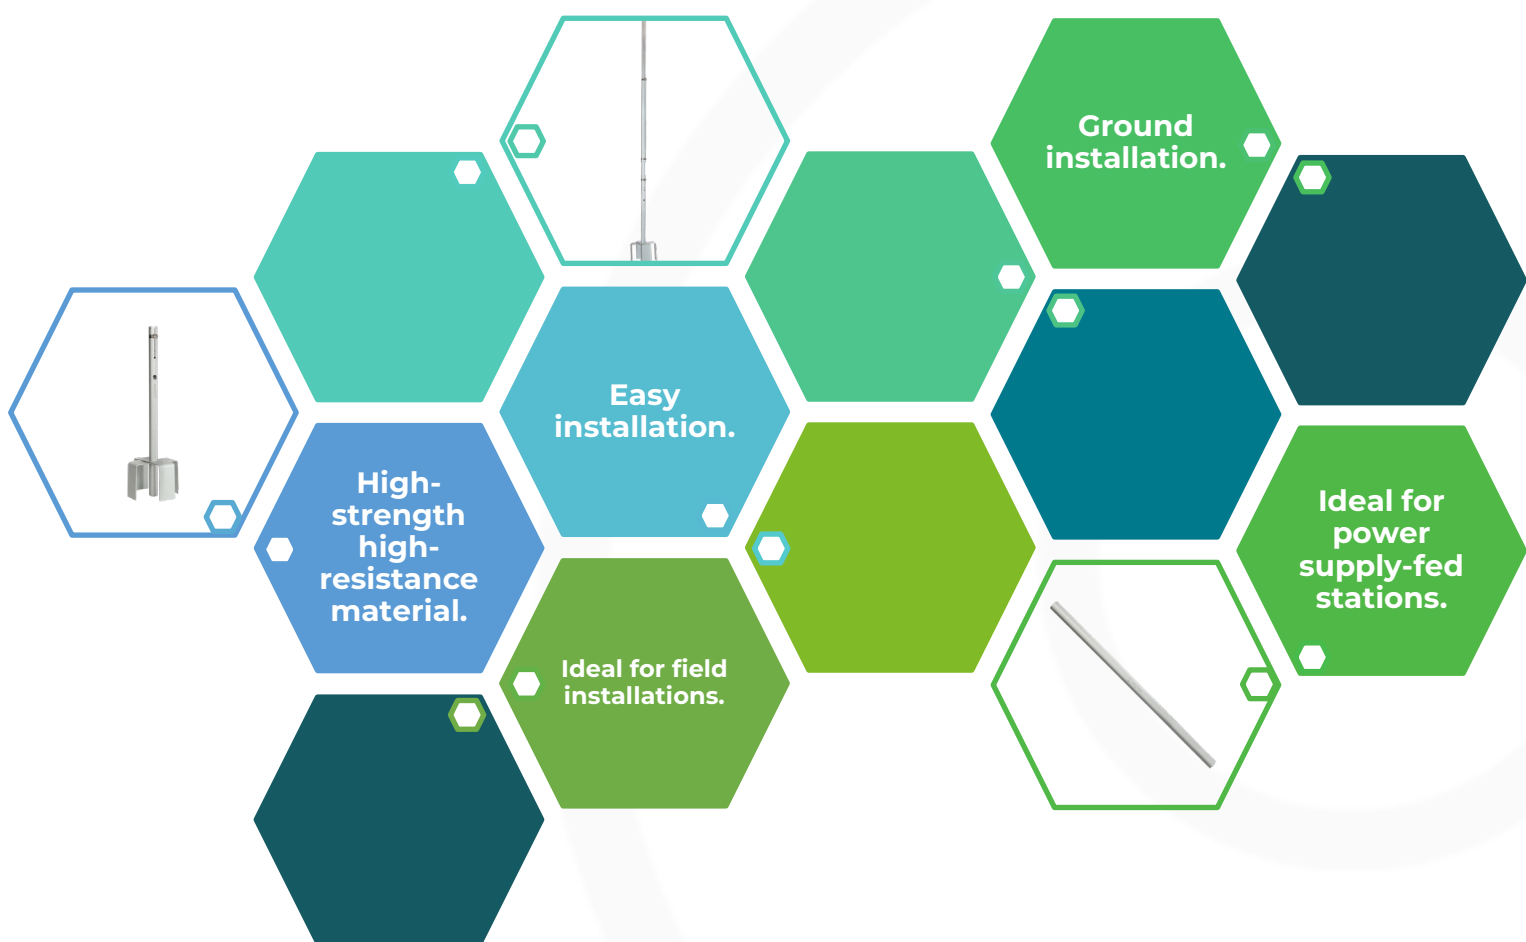 Ground
installation.
Easy
installation.
High-
strength
high-
resistance
material.
Ideal for
power
supply-fed
stations.
Ideal for field
installations.